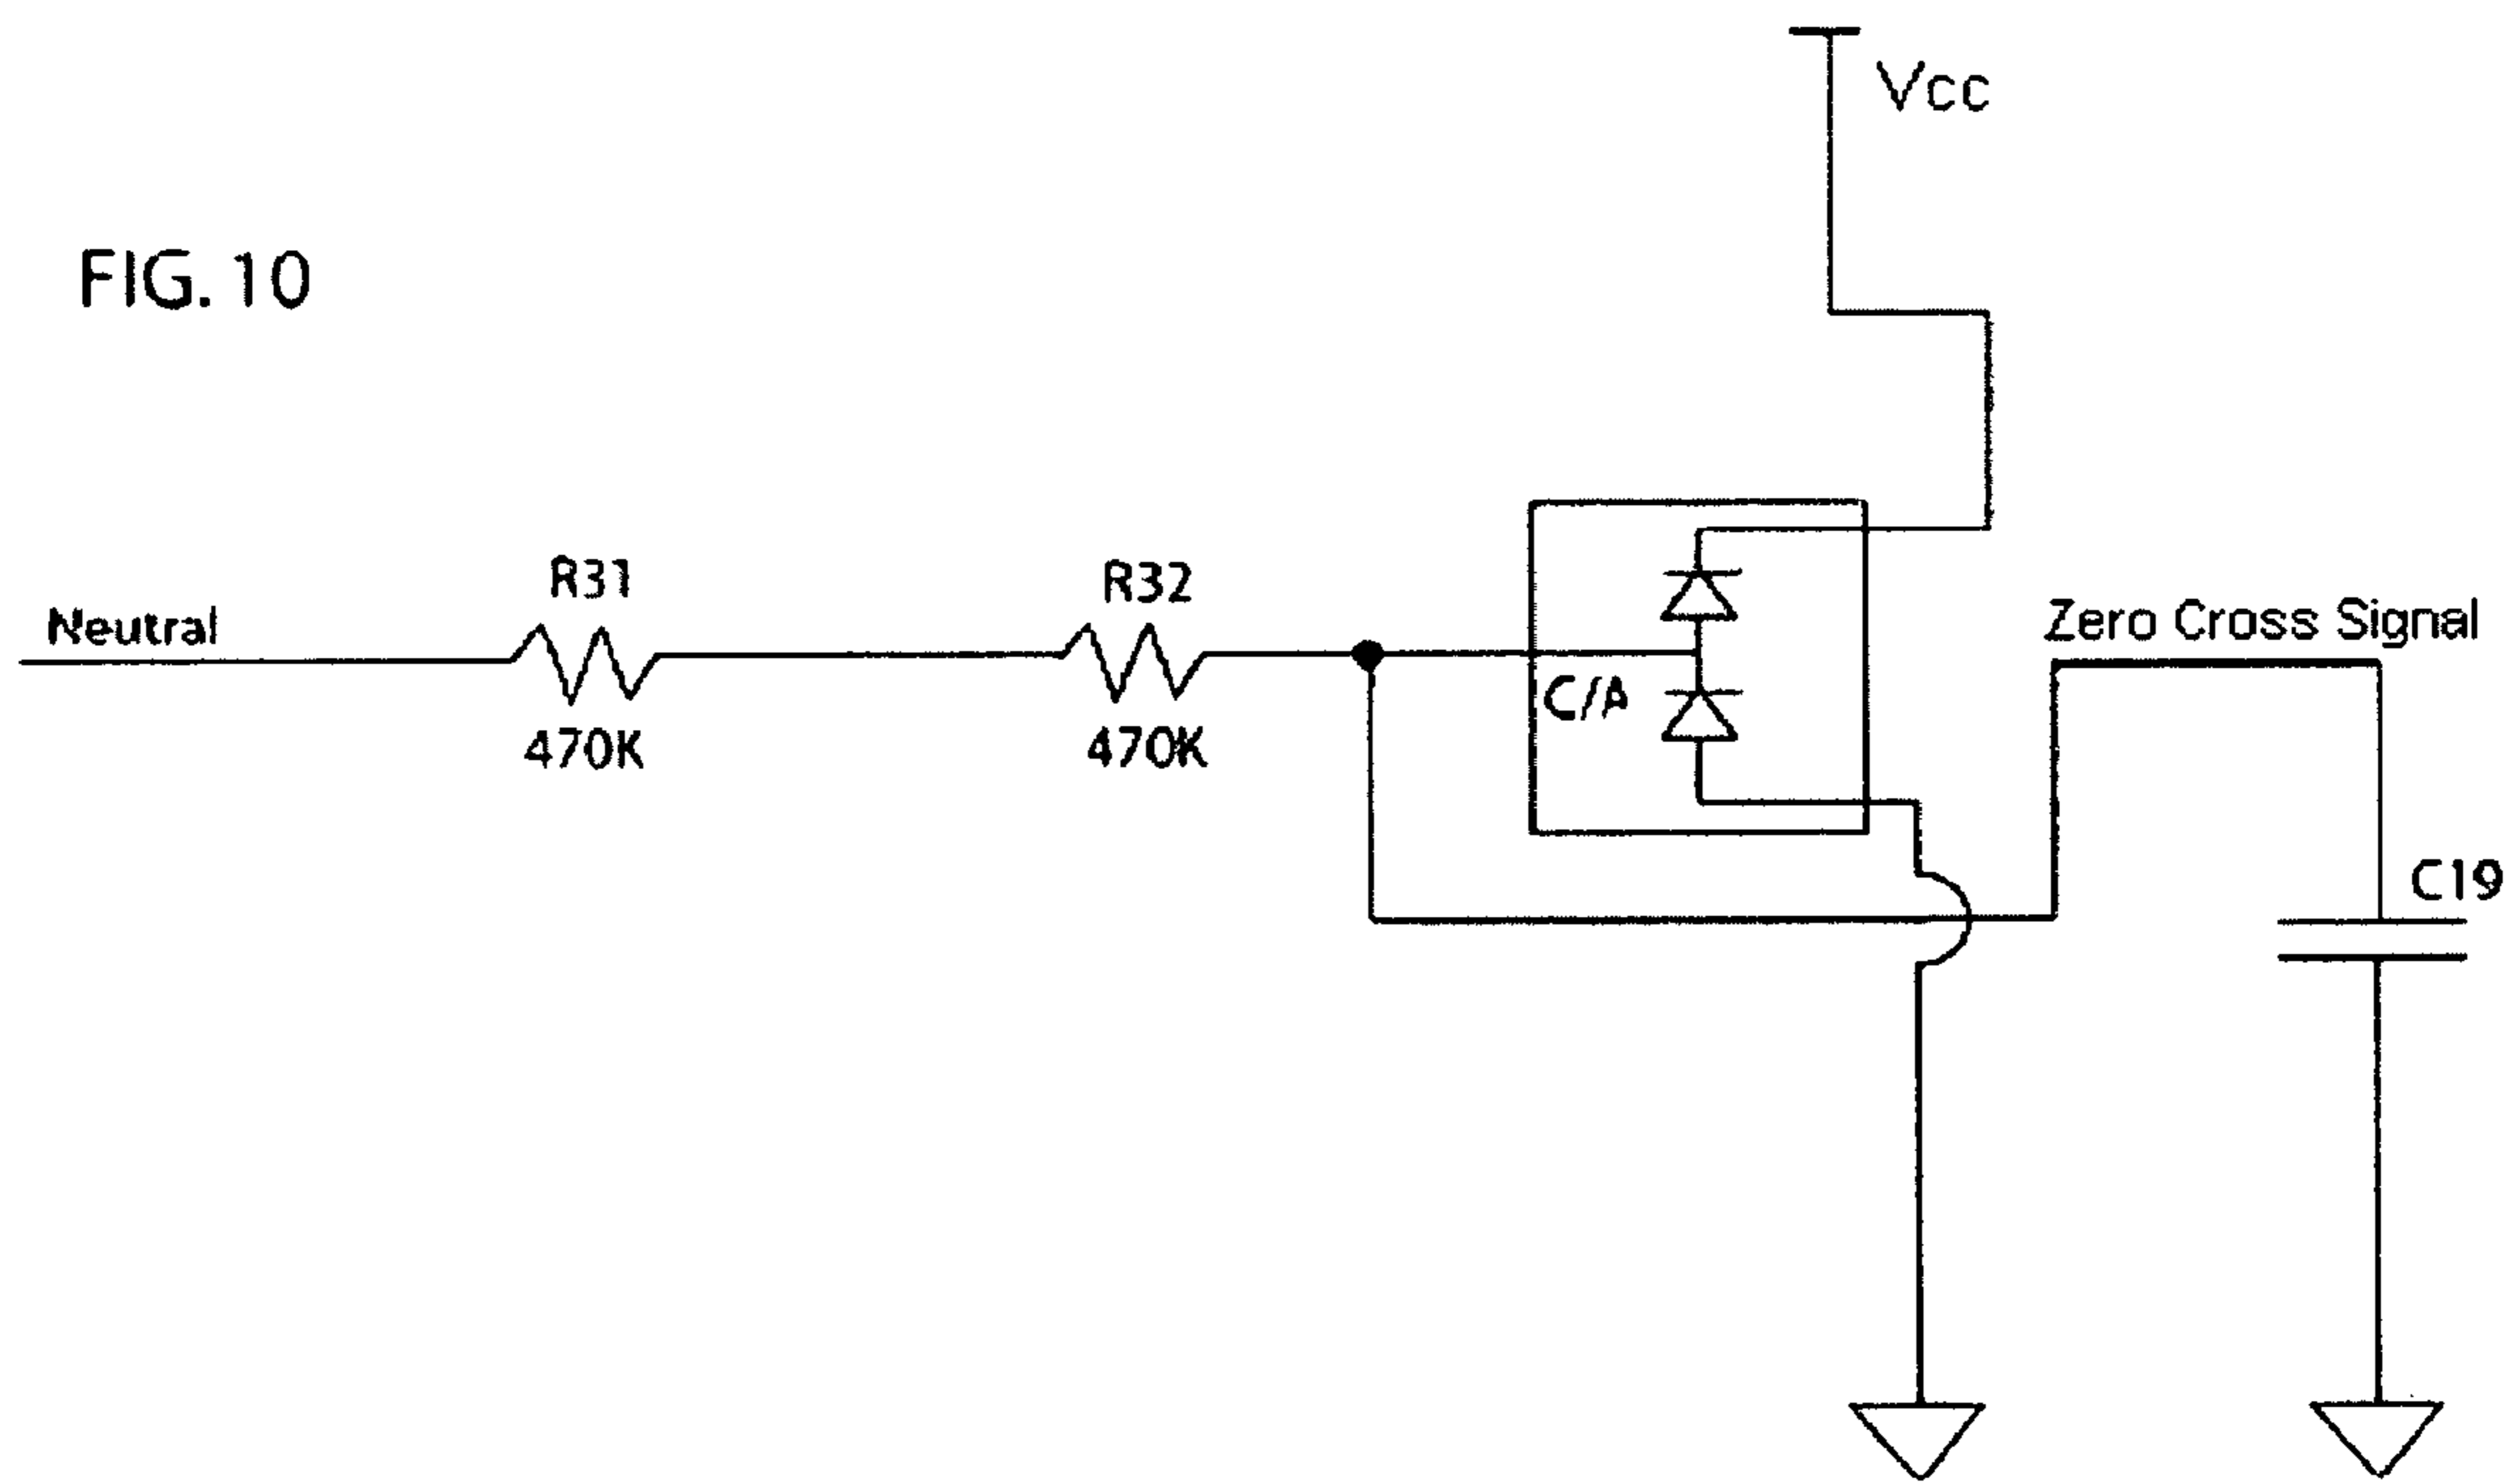 Vcc
FIG. 10
R31
R32
Neutral
Zero Cross Signal
C/A
470K
470K
C19